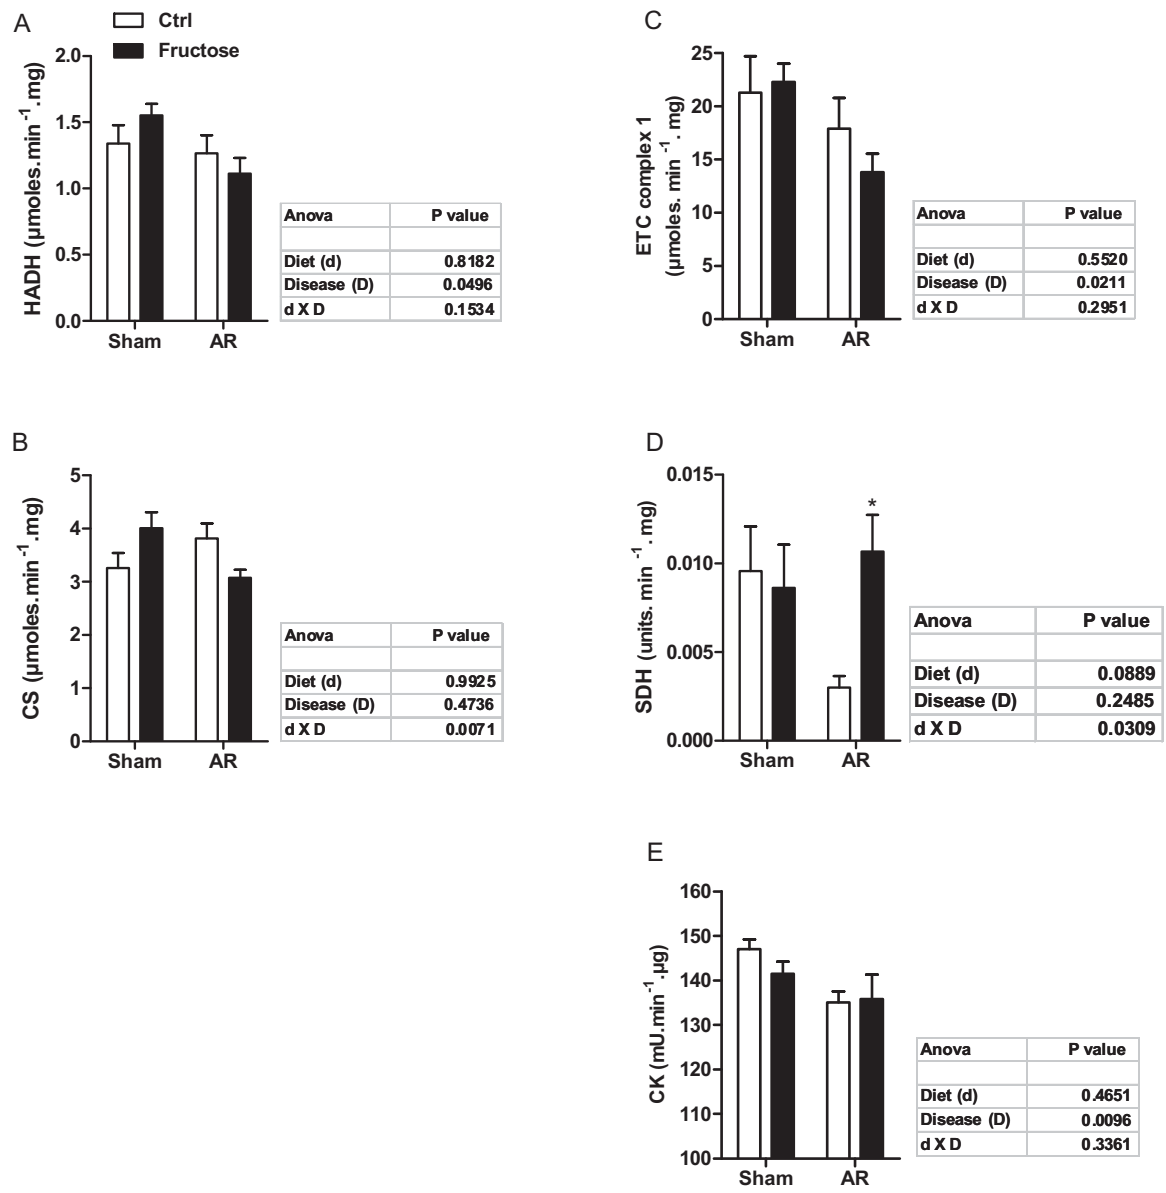 A
Ctrl
Fructose
HADH (µmoles.min⁻¹.mg)
2.0
1.5
1.0
0.5
0.0
Sham AR
Anova P value
Diet (d) 0.8182
Disease (D) 0.0496
d X D 0.1534
C
ETC complex 1
(µmoles. min ⁻¹. mg)
25
20
15
10
5
0
Sham AR
Anova P value
Diet (d) 0.5520
Disease (D) 0.0211
d X D 0.2951
B
CS (µmoles.min⁻¹.mg)
5
4
3
2
1
0
Sham AR
Anova P value
Diet (d) 0.9925
Disease (D) 0.4736
d X D 0.0071
D
SDH (units. min ⁻¹. mg)
0.015
0.010
0.005
0.000
*
Sham AR
Anova P value
Diet (d) 0.0889
Disease (D) 0.2485
d X D 0.0309
E
CK (mU.min⁻¹.µg)
160
150
140
130
120
110
100
Sham AR
Anova P value
Diet (d) 0.4651
Disease (D) 0.0096
d X D 0.3361